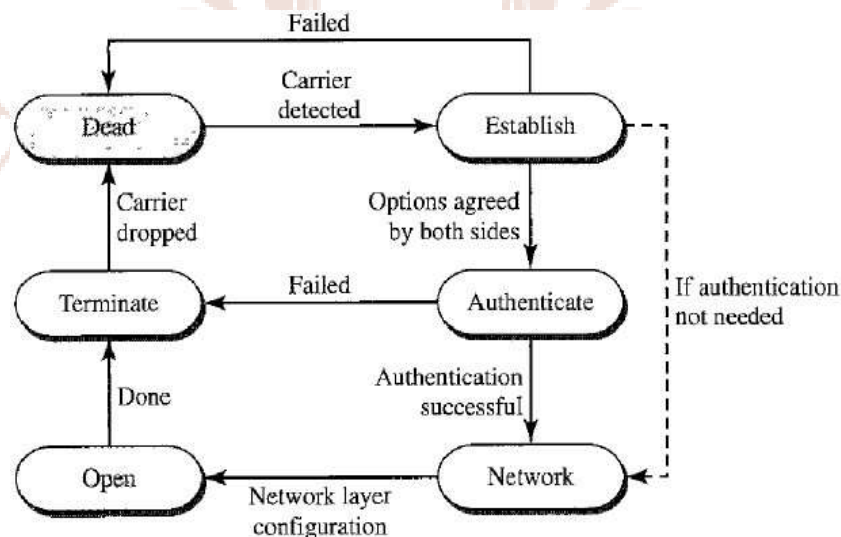 Failed
Dead
Carrier
detected
Establish
Carrier
dropped
Options agreed
by both sides
If authentication
not needed
Terminate
Failed
Authenticate
Done
Authentication
successful
Open
Network layer
configuration
Network